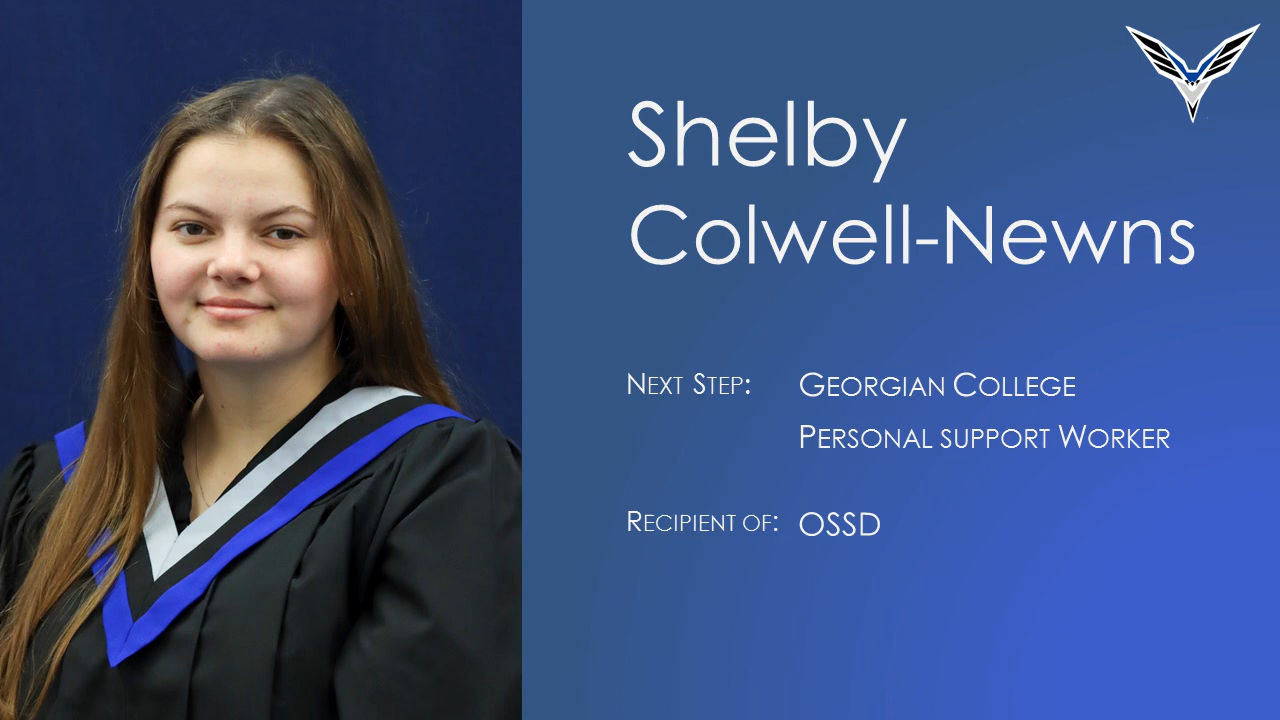 Shelby
Colwell-Newns
Next Step: Georgian College
Personal support Worker
Recipient of: OSSD